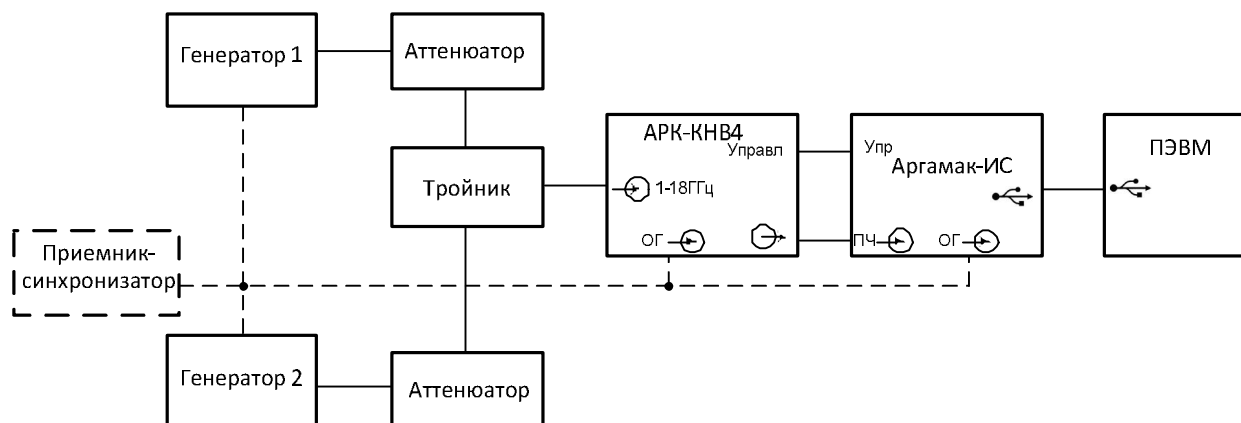 Генератор 1
Аттенюатор
АРК-КНВ4
Управл
Упр
Аргамак-ИС
ПЭВМ
Тройник
1-18ГГц
ОГ
ПЧ
ОГ
Приемник-
синхронизатор
Генератор 2
Аттенюатор